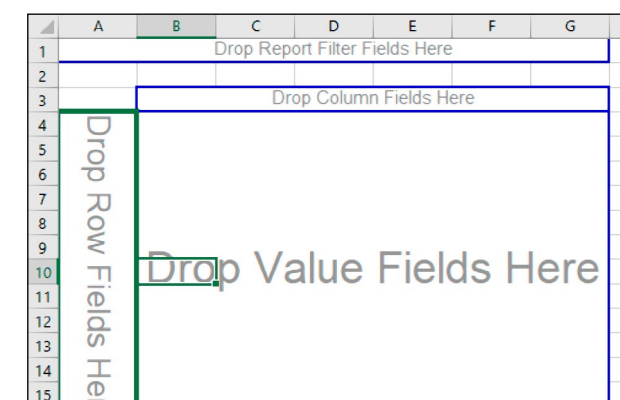 A B C D E F G
1 Drop Report Filter Fields Here
2
3 Drop Column Fields Here
4
5
6
7
8
9
10 Drop Value Fields Here
11
12
13
14
15
Drop Row Fields